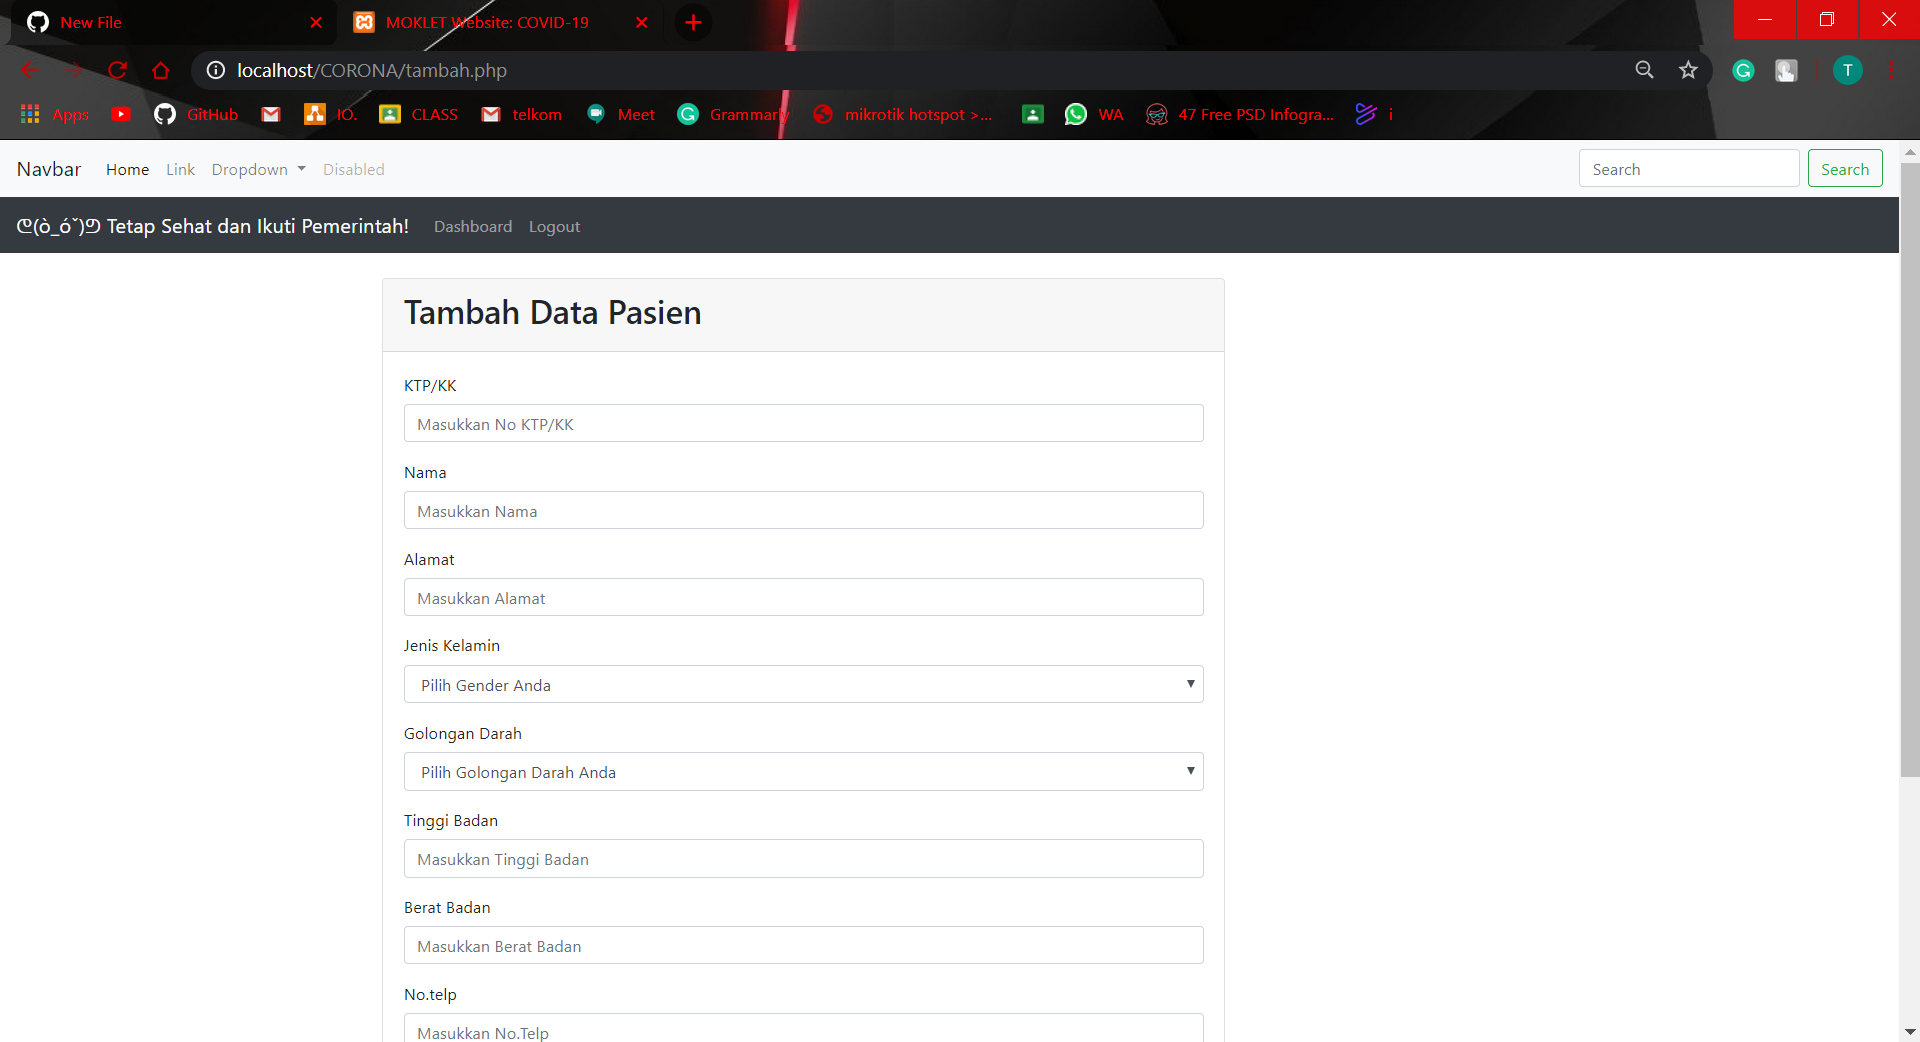 New File
MOKLET Website: COVID-19
localhost/CORONA/tambah.php
T
Apps GitHub IO. CLASS telkom Meet Grammarly mikrotik hotspot >... WA 47 Free PSD Infogra... i
Navbar Home Link Dropdown Disabled Search Search
ᕙ(ò_óˇ)ᕗ Tetap Sehat dan Ikuti Pemerintah! Dashboard Logout
Tambah Data Pasien
KTP/KK
Masukkan No KTP/KK
Nama
Masukkan Nama
Alamat
Masukkan Alamat
Jenis Kelamin
Pilih Gender Anda
Golongan Darah
Pilih Golongan Darah Anda
Tinggi Badan
Masukkan Tinggi Badan
Berat Badan
Masukkan Berat Badan
No.telp
Masukkan No.Telp